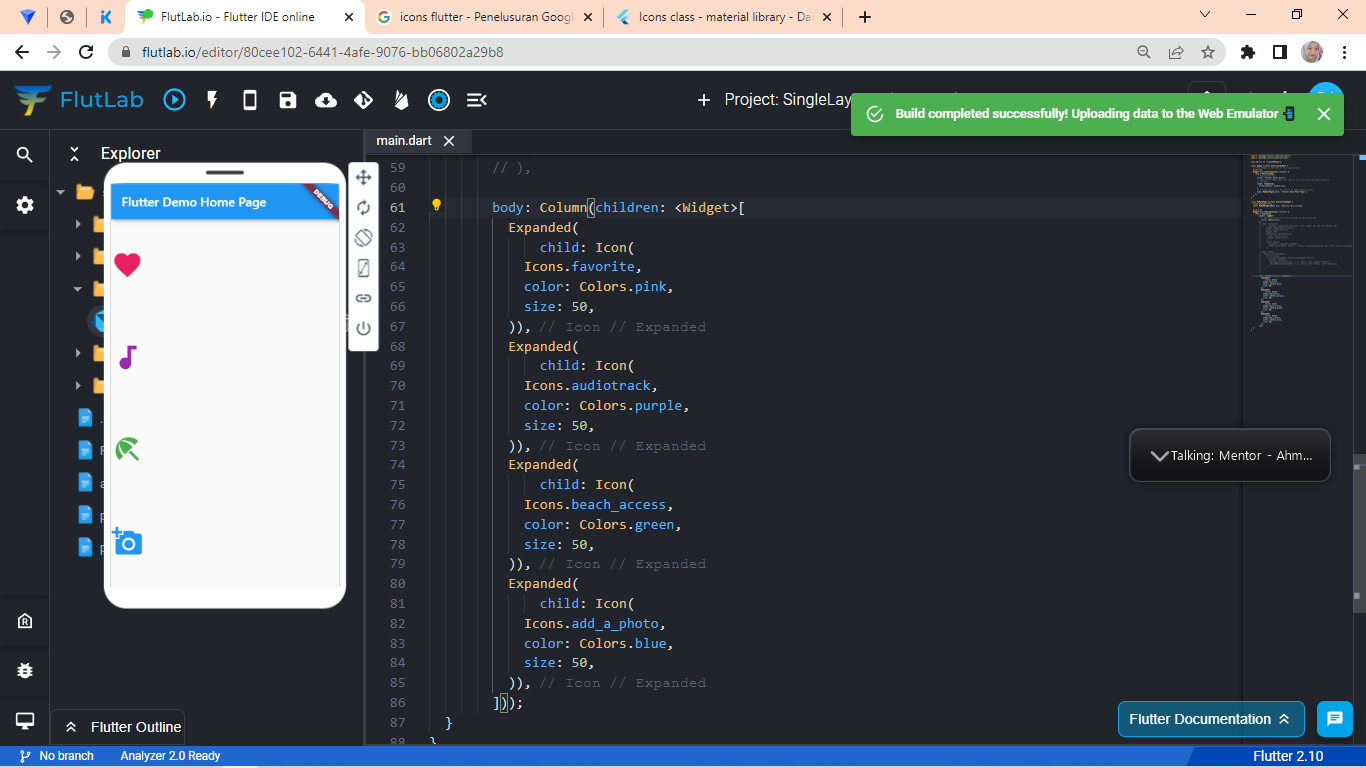 FlutLab.io - Flutter IDE online
icons flutter - Penelusuran Googl
Icons class - material library - Da
flutlab.io/editor/80cee102-6441-4afe-9076-bb06802a29b8
FlutLab
Project: SingleLay
Build completed successfully! Uploading data to the Web Emulator
Explorer
main.dart
Flutter Demo Home Page
DEBUG
59 // ),
60
61 body: Column(children: <Widget>[
62 Expanded(
63 child: Icon(
64 Icons.favorite,
65 color: Colors.pink,
66 size: 50,
67 )), // Icon // Expanded
68 Expanded(
69 child: Icon(
70 Icons.audiotrack,
71 color: Colors.purple,
72 size: 50,
73 )), // Icon // Expanded
74 Expanded(
75 child: Icon(
76 Icons.beach_access,
77 color: Colors.green,
78 size: 50,
79 )), // Icon // Expanded
80 Expanded(
81 child: Icon(
82 Icons.add_a_photo,
83 color: Colors.blue,
84 size: 50,
85 )), // Icon // Expanded
86 ]));
87 }
88 }
Talking: Mentor - Ahm...
Flutter Documentation
Flutter Outline
No branch
Analyzer 2.0 Ready
Flutter 2.10